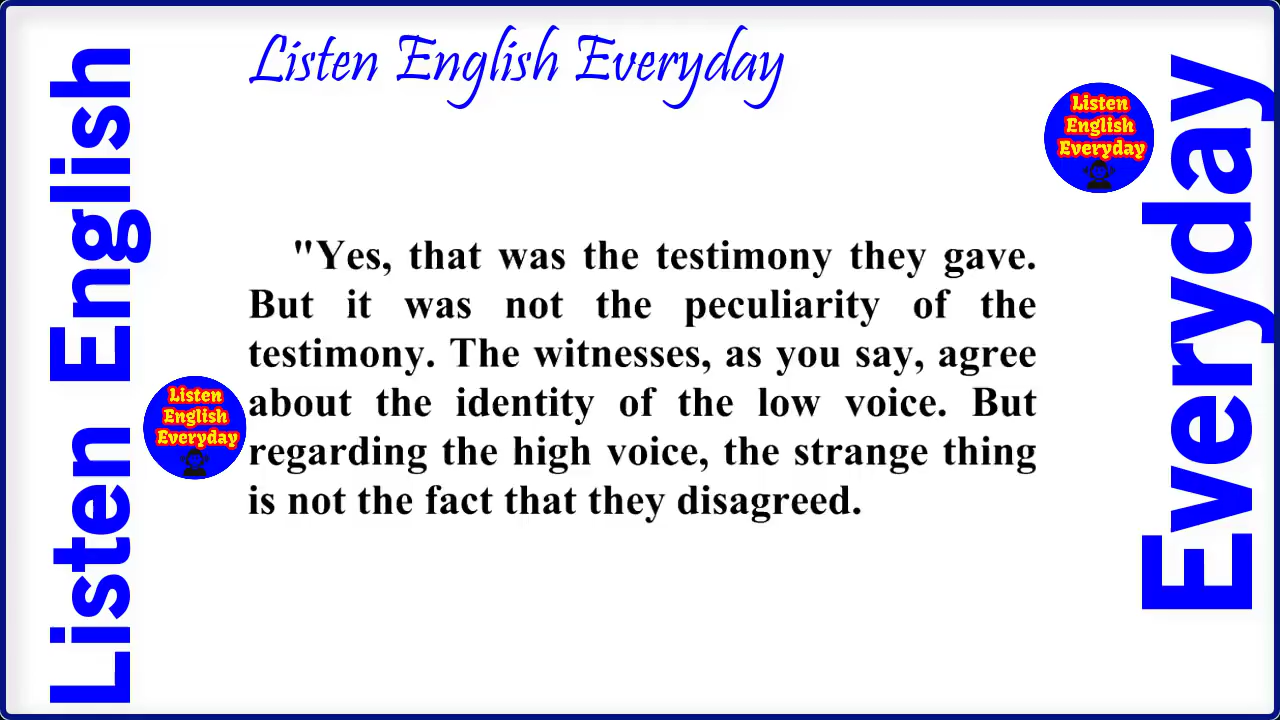 Listen English Everyday
Listen English
Everyday
Listen
English
Everyday
"Yes, that was the testimony they gave.
But it was not the peculiarity of the
testimony. The witnesses, as you say, agree
about the identity of the low voice. But
regarding the high voice, the strange thing
is not the fact that they disagreed.
Listen
English
Everyday